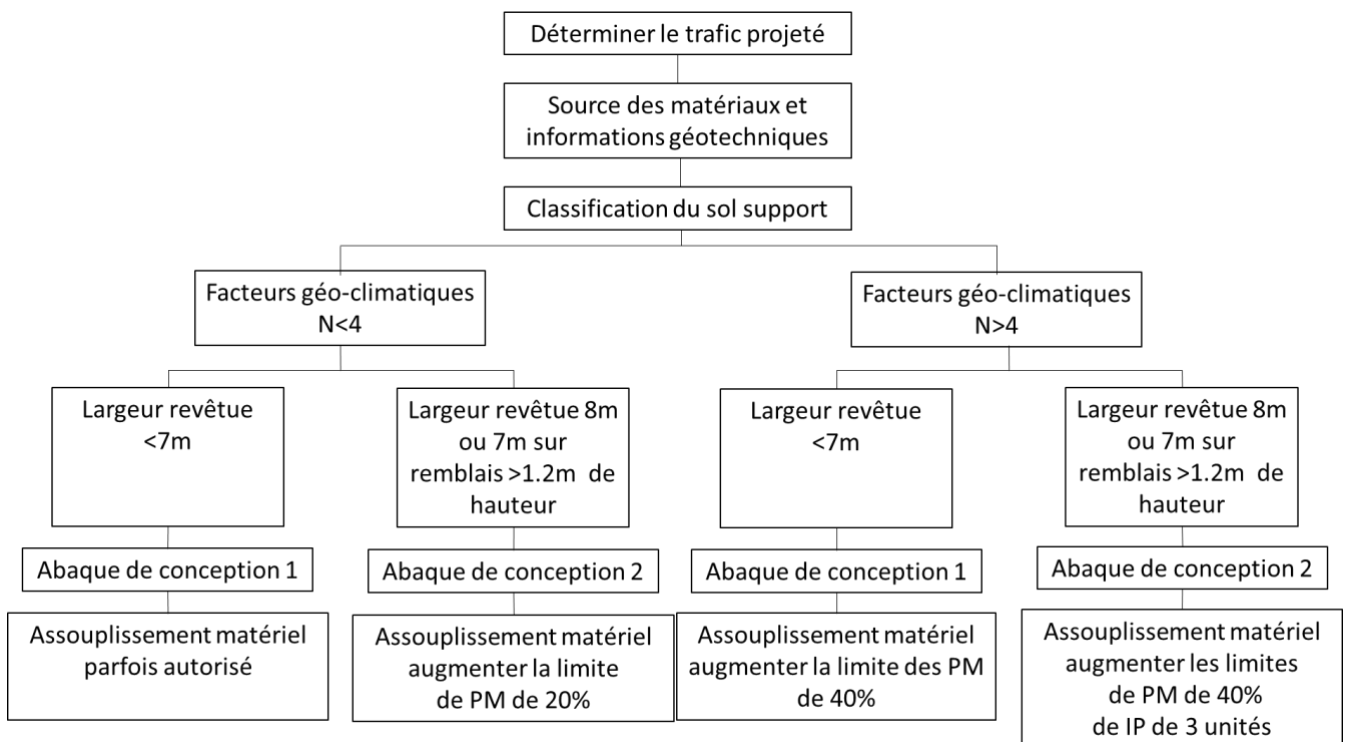 Déterminer le trafic projeté
Source des matériaux et
informations géotechniques
Classification du sol support
Facteurs géo-climatiques
N<4
Facteurs géo-climatiques
N>4
Largeur revêtue
<7m
Largeur revêtue 8m
ou 7m sur
remblais >1.2m de
hauteur
Largeur revêtue
<7m
Largeur revêtue 8m
ou 7m sur
remblais >1.2m de
hauteur
Abaque de conception 1
Abaque de conception 2
Abaque de conception 1
Abaque de conception 2
Assouplissement matériel
parfois autorisé
Assouplissement matériel
augmenter la limite
de PM de 20%
Assouplissement matériel
augmenter la limite des PM
de 40%
Assouplissement matériel
augmenter les limites
de PM de 40%
de IP de 3 unités